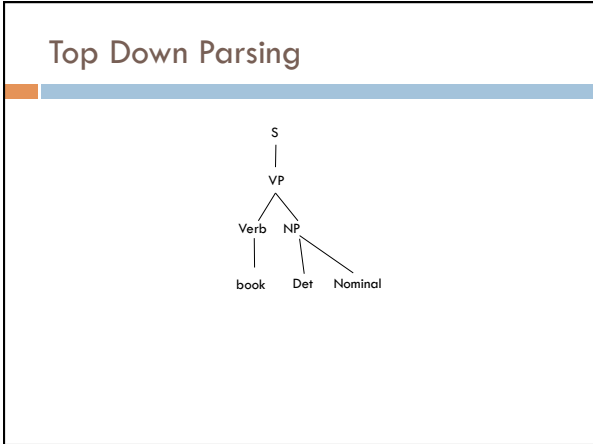 Top Down Parsing
S
VP
Verb NP
book Det Nominal